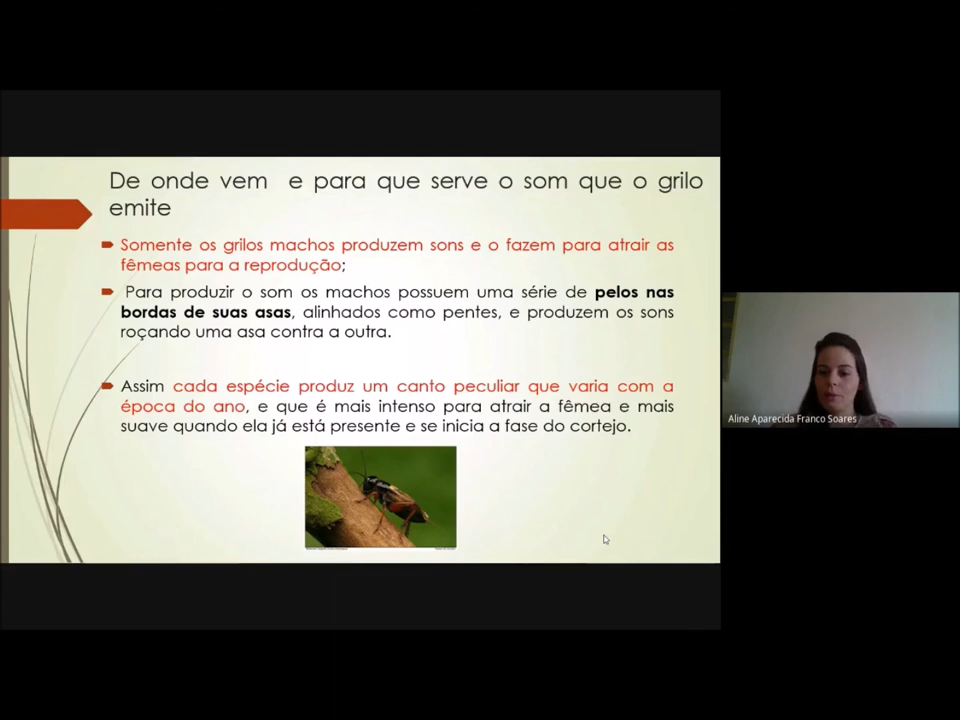 De onde vem e para que serve o som que o grilo
emite
Somente os grilos machos produzem sons e o fazem para atrair as
fêmeas para a reprodução;
Para produzir o som os machos possuem uma série de pelos nas
bordas de suas asas, alinhados como pentes, e produzem os sons
roçando uma asa contra a outra.
Assim cada espécie produz um canto peculiar que varia com a
época do ano, e que é mais intenso para atrair a fêmea e mais
suave quando ela já está presente e se inicia a fase do cortejo.
Aline Aparecida Franco Soares